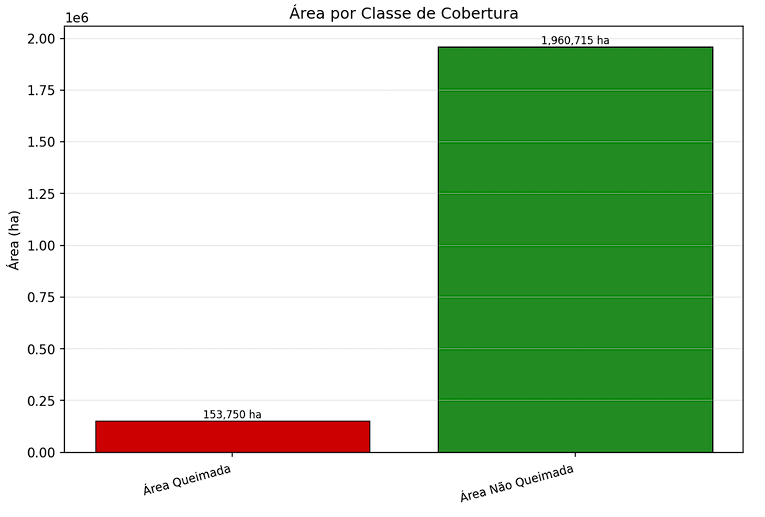 Área por Classe de Cobertura
1e6
2.00
1.75
1.50
1.25
1.00
0.75
0.50
0.25
0.00
Área (ha)
153,750 ha
1,960,715 ha
Área Queimada
Área Não Queimada